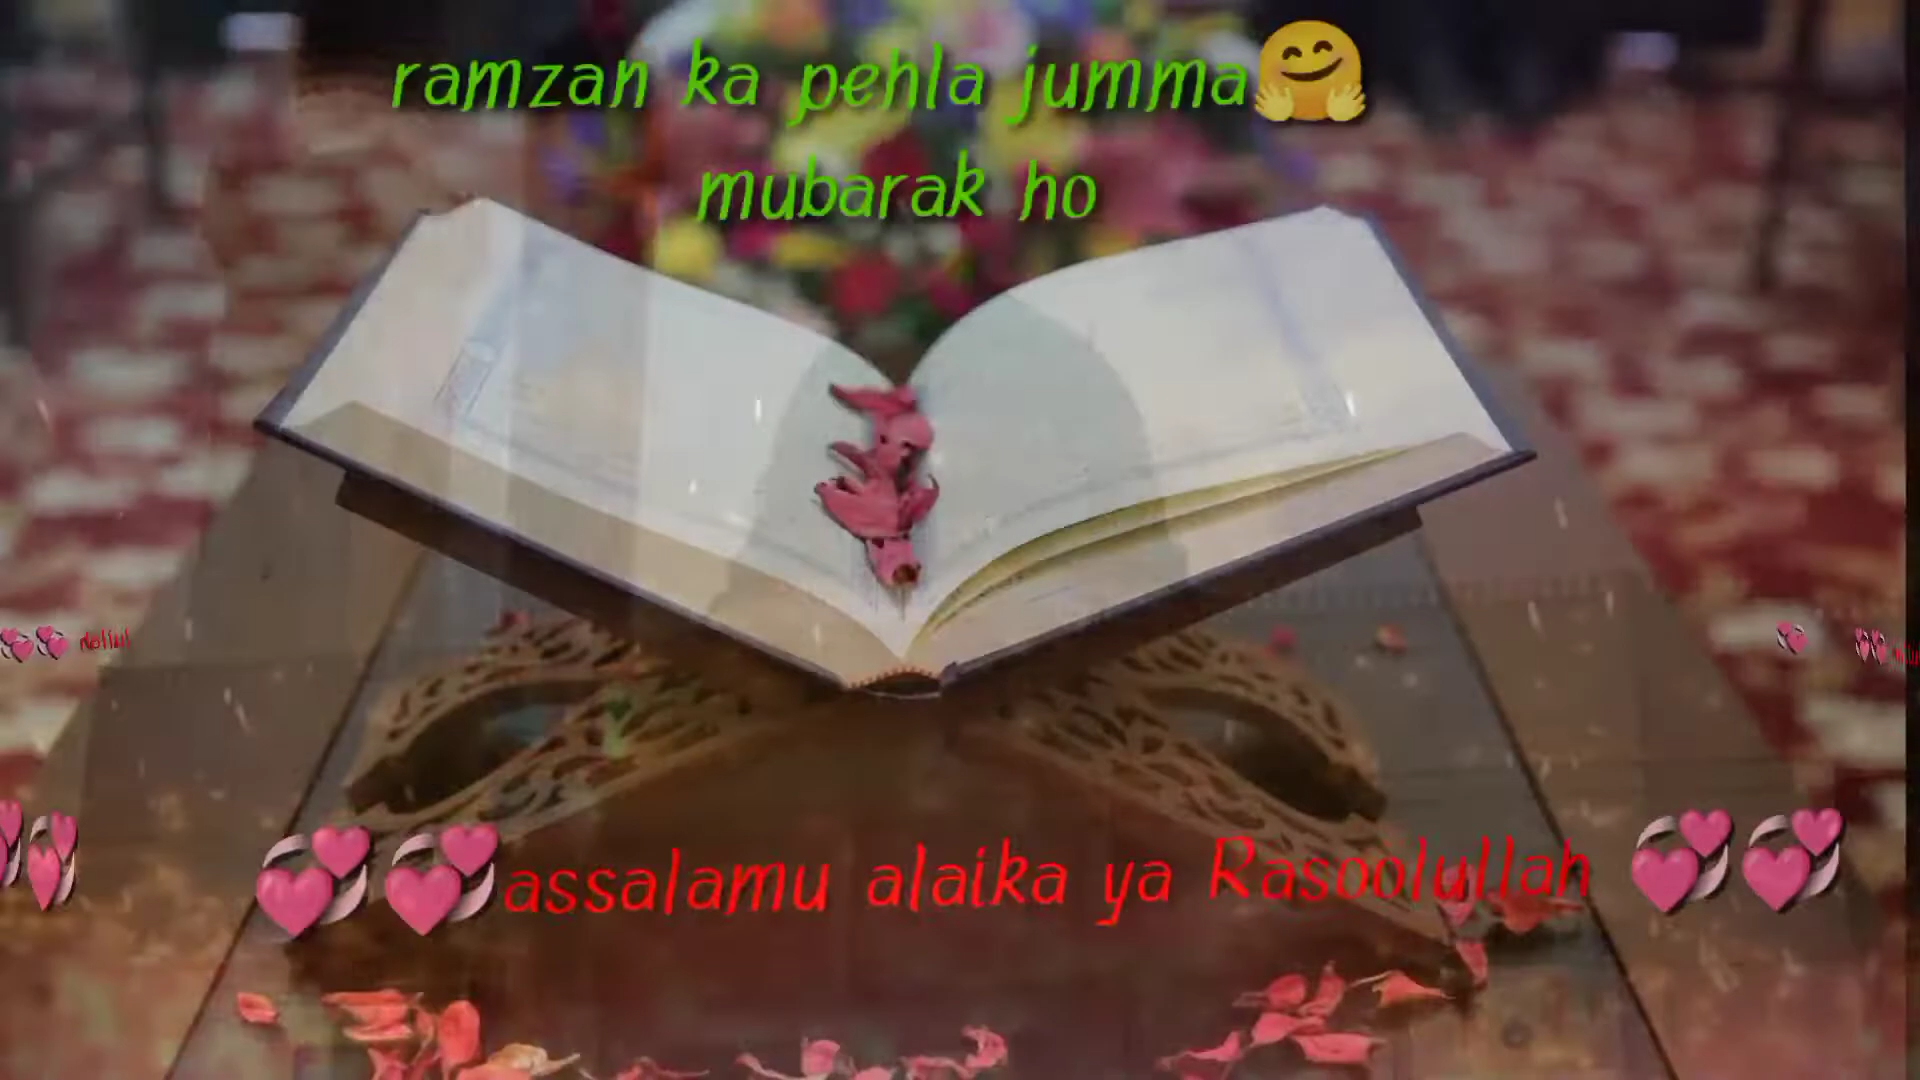 ramzan ka pehla jumma🤗
mubarak ho
💞💞assalamu alaika ya Rasoolullah 💞💞